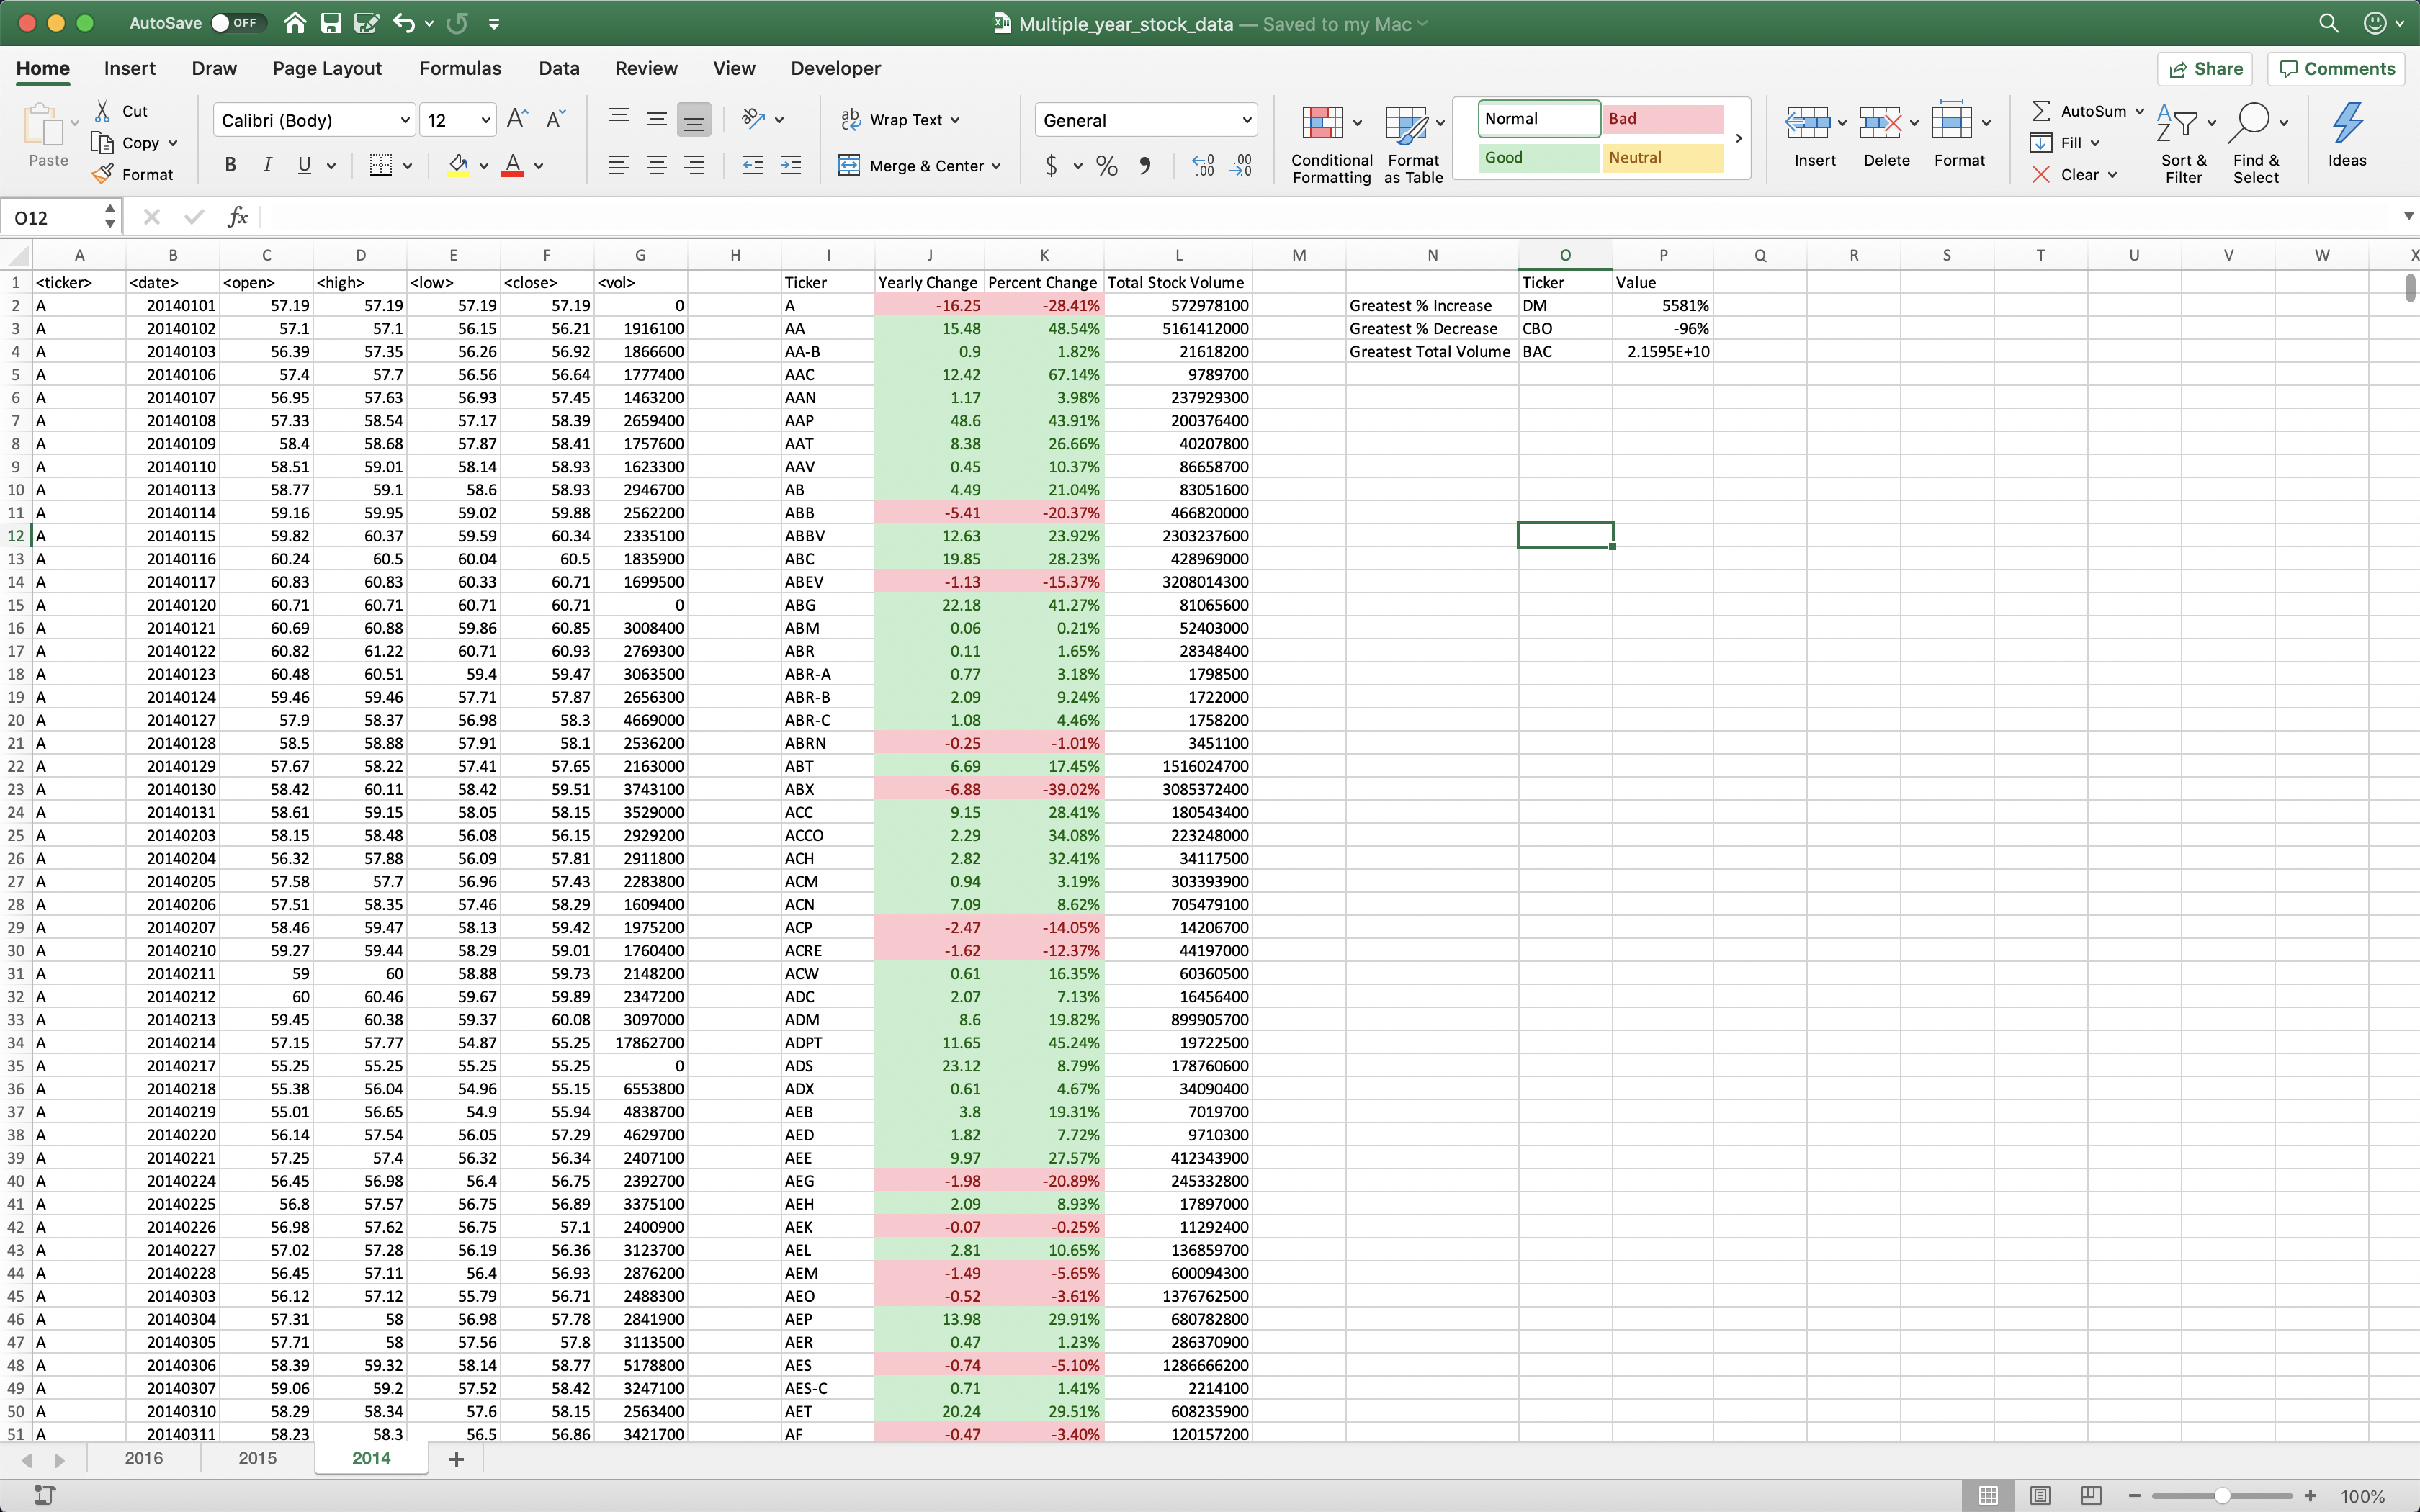 AutoSave OFF Multiple_year_stock_data — Saved to my Mac
Home Insert Draw Page Layout Formulas Data Review View Developer Share Comments
Paste Cut Copy Format
Calibri (Body) 12 A A
B I U A
Wrap Text
Merge & Center
General
$ % 9 .00 .00
Conditional Formatting
Format as Table
Normal Bad
Good Neutral
Insert Delete Format
AutoSum
Fill
Clear
Sort & Filter
Find & Select
Ideas
O12 fx
A B C D E F G H I J K L M N O P Q R S T U V W X
1 <ticker> <date> <open> <high> <low> <close> <vol> Ticker Yearly Change Percent Change Total Stock Volume Ticker Value
2 A 20140101 57.19 57.19 57.19 57.19 0 A -16.25 -28.41% 572978100 Greatest % Increase DM 5581%
3 A 20140102 57.1 57.1 56.15 56.21 1916100 AA 15.48 48.54% 5161412000 Greatest % Decrease CBO -96%
4 A 20140103 56.39 57.35 56.26 56.92 1866600 AA-B 0.9 1.82% 21618200 Greatest Total Volume BAC 2.1595E+10
5 A 20140106 57.4 57.7 56.56 56.64 1777400 AAC 12.42 67.14% 9789700
6 A 20140107 56.95 57.63 56.93 57.45 1463200 AAN 1.17 3.98% 237929300
7 A 20140108 57.33 58.54 57.17 58.39 2659400 AAP 48.6 43.91% 200376400
8 A 20140109 58.4 58.68 57.87 58.41 1757600 AAT 8.38 26.66% 40207800
9 A 20140110 58.51 59.01 58.14 58.93 1623300 AAV 0.45 10.37% 86658700
10 A 20140113 58.77 59.1 58.6 58.93 2946700 AB 4.49 21.04% 83051600
11 A 20140114 59.16 59.95 59.02 59.88 2562200 ABB -5.41 -20.37% 466820000
12 A 20140115 59.82 60.37 59.59 60.34 2335100 ABBV 12.63 23.92% 2303237600
13 A 20140116 60.24 60.5 60.04 60.5 1835900 ABC 19.85 28.23% 428969000
14 A 20140117 60.83 60.83 60.33 60.71 1699500 ABEV -1.13 -15.37% 3208014300
15 A 20140120 60.71 60.71 60.71 60.71 0 ABG 22.18 41.27% 81065600
16 A 20140121 60.69 60.88 59.86 60.85 3008400 ABM 0.06 0.21% 52403000
17 A 20140122 60.82 61.22 60.71 60.93 2769300 ABR 0.11 1.65% 28348400
18 A 20140123 60.48 60.51 59.4 59.47 3063500 ABR-A 0.77 3.18% 1798500
19 A 20140124 59.46 59.46 57.71 57.87 2656300 ABR-B 2.09 9.24% 1722000
20 A 20140127 57.9 58.37 56.98 58.3 4669000 ABR-C 1.08 4.46% 1758200
21 A 20140128 58.5 58.88 57.91 58.1 2536200 ABRN -0.25 -1.01% 3451100
22 A 20140129 57.67 58.22 57.41 57.65 2163000 ABT 6.69 17.45% 1516024700
23 A 20140130 58.42 60.11 58.42 59.51 3743100 ABX -6.88 -39.02% 3085372400
24 A 20140131 58.61 59.15 58.05 58.15 3529000 ACC 9.15 28.41% 180543400
25 A 20140203 58.15 58.48 56.08 56.15 2929200 ACCO 2.29 34.08% 223248000
26 A 20140204 56.32 57.88 56.09 57.81 2911800 ACH 2.82 32.41% 34117500
27 A 20140205 57.58 57.7 56.96 57.43 2283800 ACM 0.94 3.19% 303393900
28 A 20140206 57.51 58.35 57.46 58.29 1609400 ACN 7.09 8.62% 705479100
29 A 20140207 58.46 59.47 58.13 59.42 1975200 ACP -2.47 -14.05% 14206700
30 A 20140210 59.27 59.44 58.29 59.01 1760400 ACRE -1.62 -12.37% 44197000
31 A 20140211 59 60 58.88 59.73 2148200 ACW 0.61 16.35% 60360500
32 A 20140212 60 60.46 59.67 59.89 2347200 ADC 2.07 7.13% 16456400
33 A 20140213 59.45 60.38 59.37 60.08 3097000 ADM 8.6 19.82% 899905700
34 A 20140214 57.15 57.77 54.87 55.25 17862700 ADPT 11.65 45.24% 19722500
35 A 20140217 55.25 55.25 55.25 55.25 0 ADS 23.12 8.79% 178760600
36 A 20140218 55.38 56.04 54.96 55.15 6553800 ADX 0.61 4.67% 34090400
37 A 20140219 55.01 56.65 54.9 55.94 4838700 AEB 3.8 19.31% 7019700
38 A 20140220 56.14 57.54 56.05 57.29 4629700 AED 1.82 7.72% 9710300
39 A 20140221 57.25 57.4 56.32 56.34 2407100 AEE 9.97 27.57% 412343900
40 A 20140224 56.45 56.98 56.4 56.75 2392700 AEG -1.98 -20.89% 245332800
41 A 20140225 56.8 57.57 56.75 56.89 3375100 AEH 2.09 8.93% 17897000
42 A 20140226 56.98 57.62 56.75 57.1 2400900 AEK -0.07 -0.25% 11292400
43 A 20140227 57.02 57.28 56.19 56.36 3123700 AEL 2.81 10.65% 136859700
44 A 20140228 56.45 57.11 56.4 56.93 2876200 AEM -1.49 -5.65% 600094300
45 A 20140303 56.12 57.12 55.79 56.71 2488300 AEO -0.52 -3.61% 1376762500
46 A 20140304 57.31 58 56.98 57.78 2841900 AEP 13.98 29.91% 680782800
47 A 20140305 57.71 58 57.56 57.8 3113500 AER 0.47 1.23% 286370900
48 A 20140306 58.39 59.32 58.14 58.77 5178800 AES -0.74 -5.10% 1286666200
49 A 20140307 59.06 59.2 57.52 58.42 3247100 AES-C 0.71 1.41% 2214100
50 A 20140310 58.29 58.34 57.6 58.15 2563400 AET 20.24 29.51% 608235900
51 A 20140311 58.23 58.3 56.5 56.86 3421700 AF -0.47 -3.40% 120157200
2016 2015 2014 +
100%